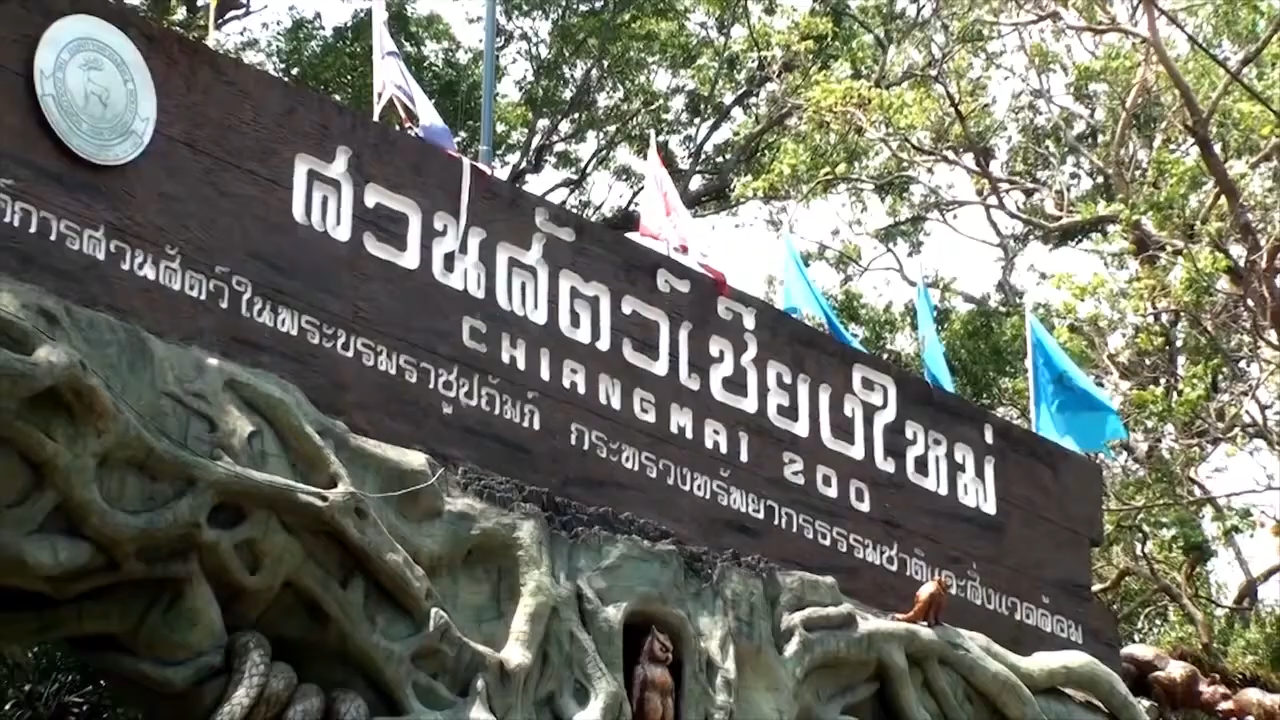 สวนสัตว์เชียงใหม่
CHIANGMAI ZOO
การสวนสัตว์ในพระบรมราชูปถัมภ์ กระทรวงทรัพยากรธรรมชาติและสิ่งแวดล้อม